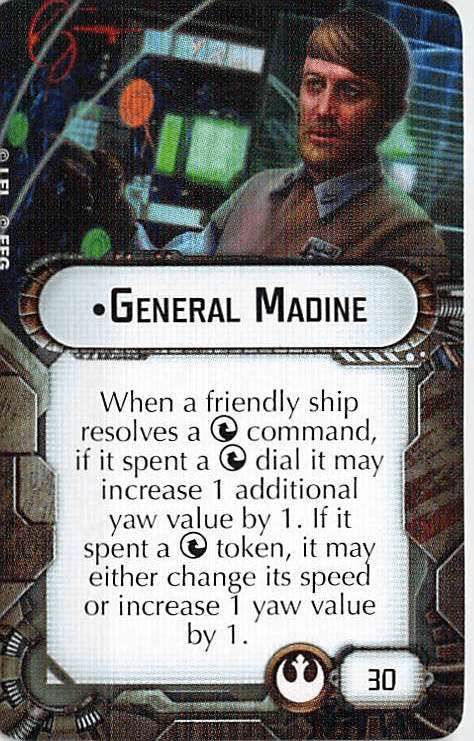 © LFL © FFG
•GENERAL MADINE
When a friendly ship
resolves a command,
if it spent a dial it may
increase 1 additional
yaw value by 1. If it
spent a token, it may
either change its speed
or increase 1 yaw value
by 1.
30